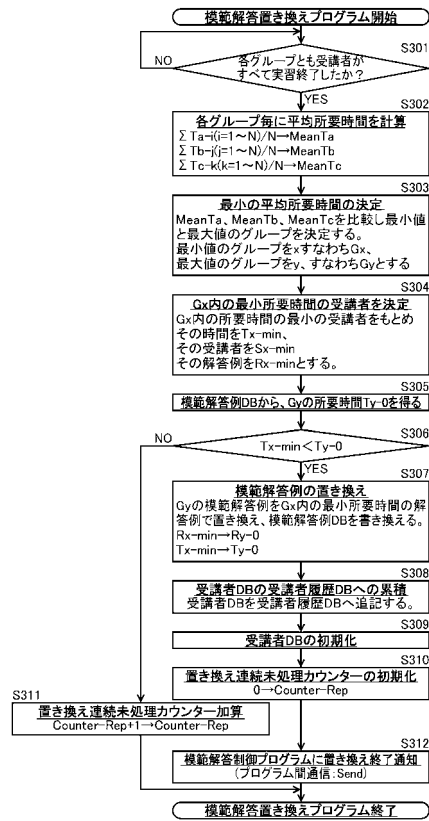 模範解答置き換えプログラム開始
S301
各グループとも受講者が
すべて実習終了したか？
NO
YES
S302
各グループ毎に平均所要時間を計算
ΣTa-i(i=1～N)/N→MeanTa
ΣTb-j(j=1～N)/N→MeanTb
ΣTc-k(k=1～N)/N→MeanTc
S303
最小の平均所要時間の決定
MeanTa、MeanTb、MeanTcを比較し最小値
と最大値のグループを決定する。
最小値のグループをxすなわちGx、
最大値のグループをy、すなわちGyとする
S304
Gx内の最小所要時間の受講者を決定
Gx内の所要時間の最小の受講者をもとめ
その時間をTx-min、
その受講者をSx-min
その解答例をRx-minとする。
S305
模範解答例DBから、Gyの所要時間Ty-0を得る
S306
NO
Tx-min＜Ty-0
YES
S307
模範解答例の置き換え
Gyの模範解答例をGx内の最小所要時間の解
答例で置き換え、模範解答例DBを書き換える。
Rx-min→Ry-0
Tx-min→Ty-0
S308
受講者DBの受講者履歴DBへの累積
受講者DBを受講者履歴DBへ追記する。
S309
受講者DBの初期化
S310
置き換え連続未処理カウンターの初期化
0→Counter-Rep
S311
置き換え連続未処理カウンター加算
Counter-Rep+1→Counter-Rep
S312
模範解答制御プログラムに置き換え終了通知
(プログラム間通信:Send)
模範解答置き換えプログラム終了